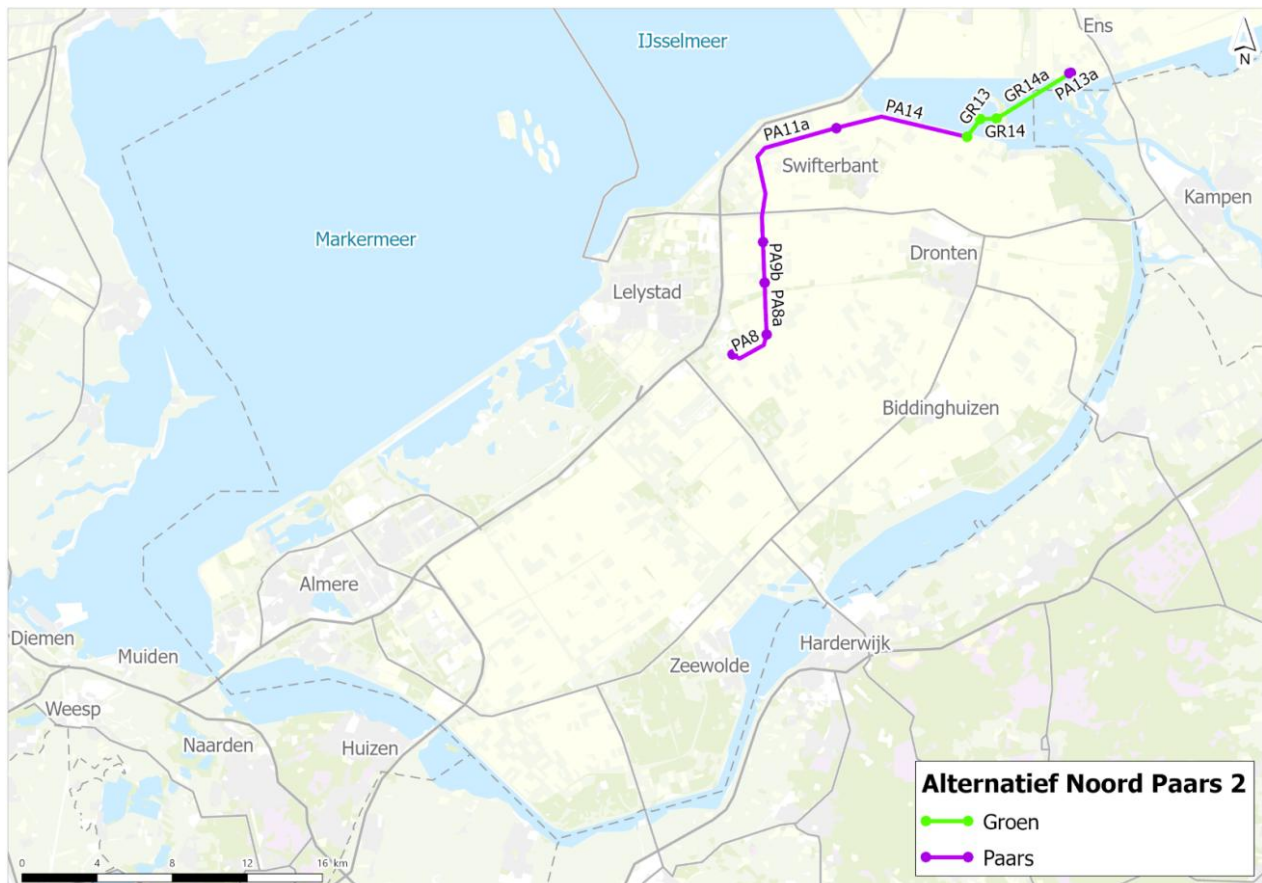 Ens
IJsselmeer
GR14a
PA13a
N
GR13
PA14
GR14
PA11a
Swifterbant
Kampen
Markermeer
Dronten
PA9b
Lelystad
PA8a
PA8
Biddinghuizen
Almere
Diemen
Muiden
Harderwijk
Zeewolde
Weesp
Naarden
Huizen
Alternatief Noord Paars 2
Groen
Paars
0 4 8 12 16 km